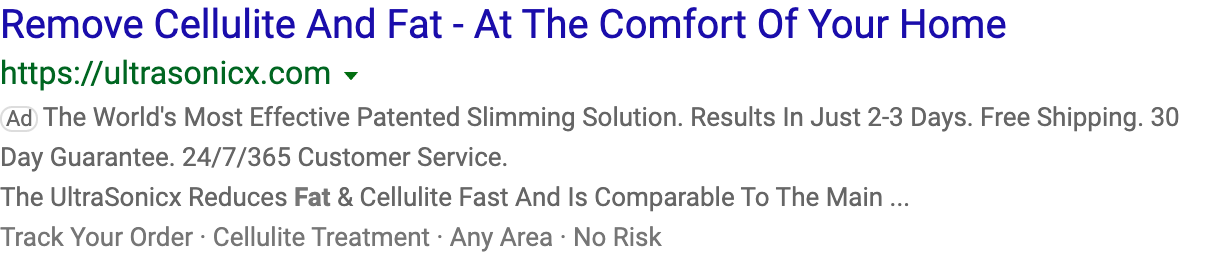 Remove Cellulite And Fat - At The Comfort Of Your Home
https://ultrasonicx.com
Ad The World's Most Effective Patented Slimming Solution. Results In Just 2-3 Days. Free Shipping. 30
Day Guarantee. 24/7/365 Customer Service.
The UltraSonicx Reduces Fat & Cellulite Fast And Is Comparable To The Main ...
Track Your Order · Cellulite Treatment · Any Area · No Risk